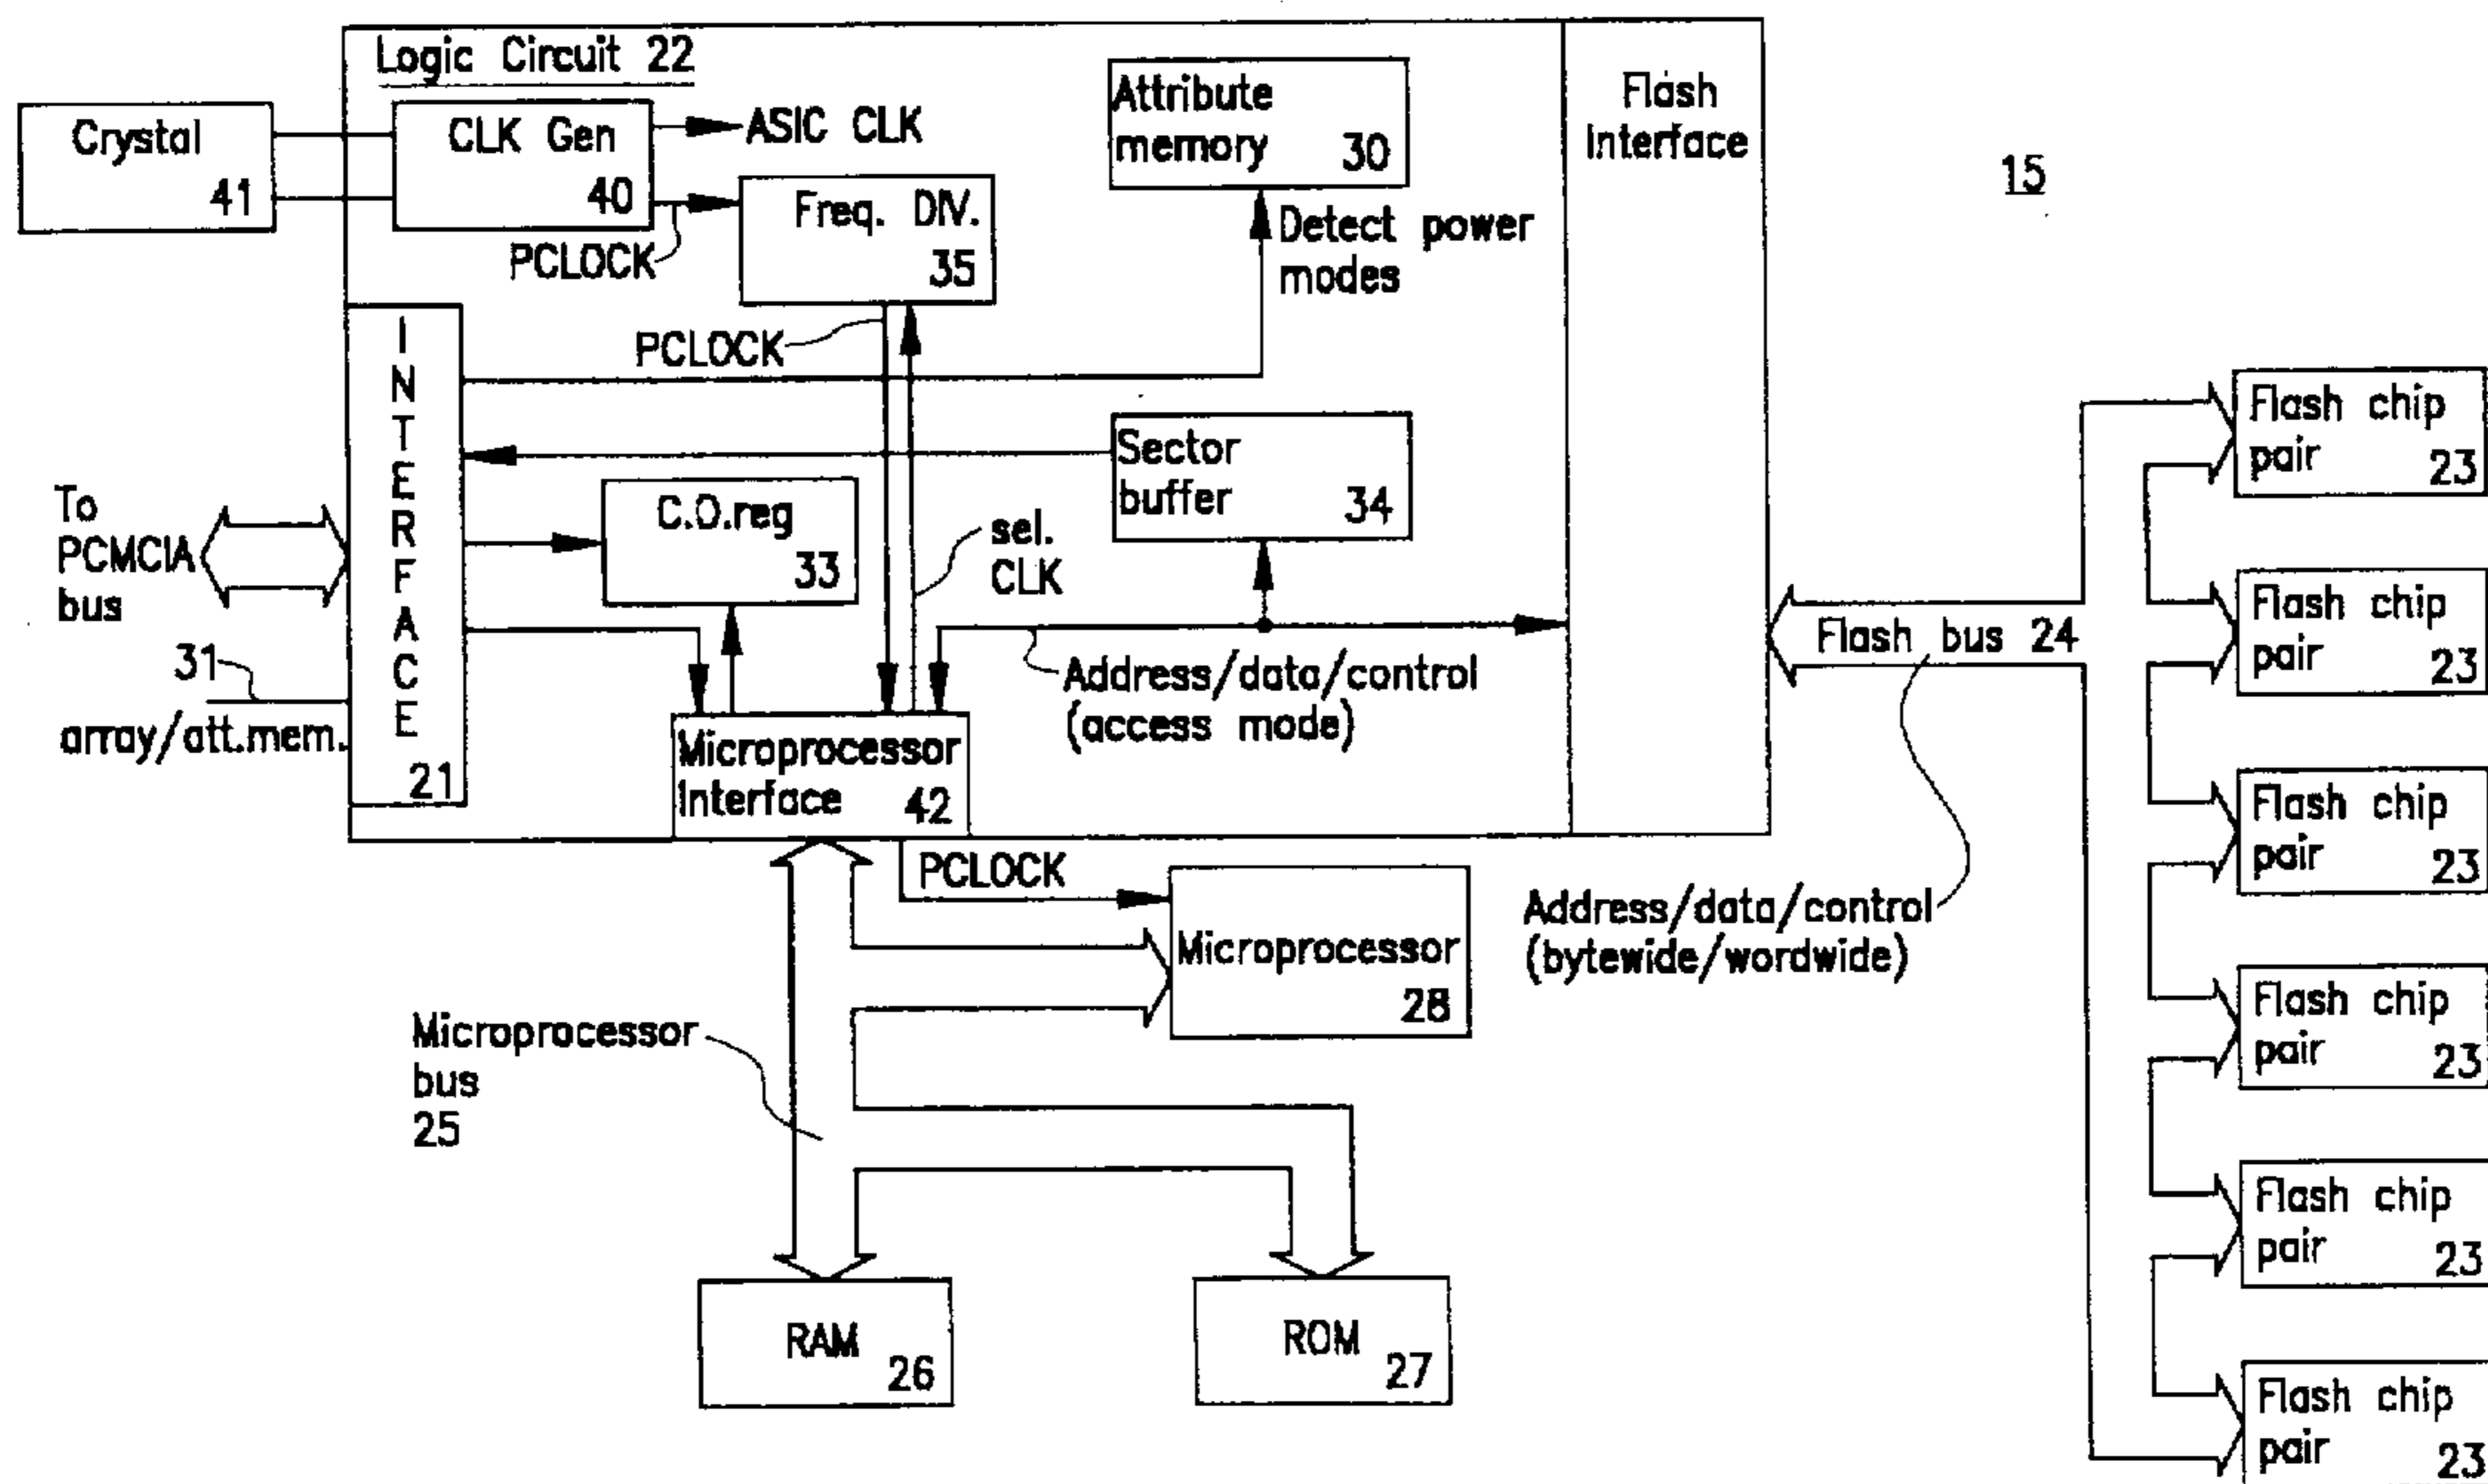 Logic Circuit 22
Crystal
41
CLK Gen
40
ASIC CLK
PCLOCK
Freq. DIV.
35
Attribute
memory
30
Detect power
modes
Flash
Interface
15
PCLOCK
INTERFACE
21
To
PCMCIA
bus
31
array/att.mem.
C.O.reg
33
Sector
buffer
34
sel.
CLK
Address/data/control
(access mode)
Microprocessor
Interface
42
Flash bus 24
Address/data/control
(bytewide/wordwide)
PCLOCK
Microprocessor
28
Microprocessor
bus
25
RAM
26
ROM
27
Flash chip
pair
23
Flash chip
pair
23
Flash chip
pair
23
Flash chip
pair
23
Flash chip
pair
23
Flash chip
pair
23